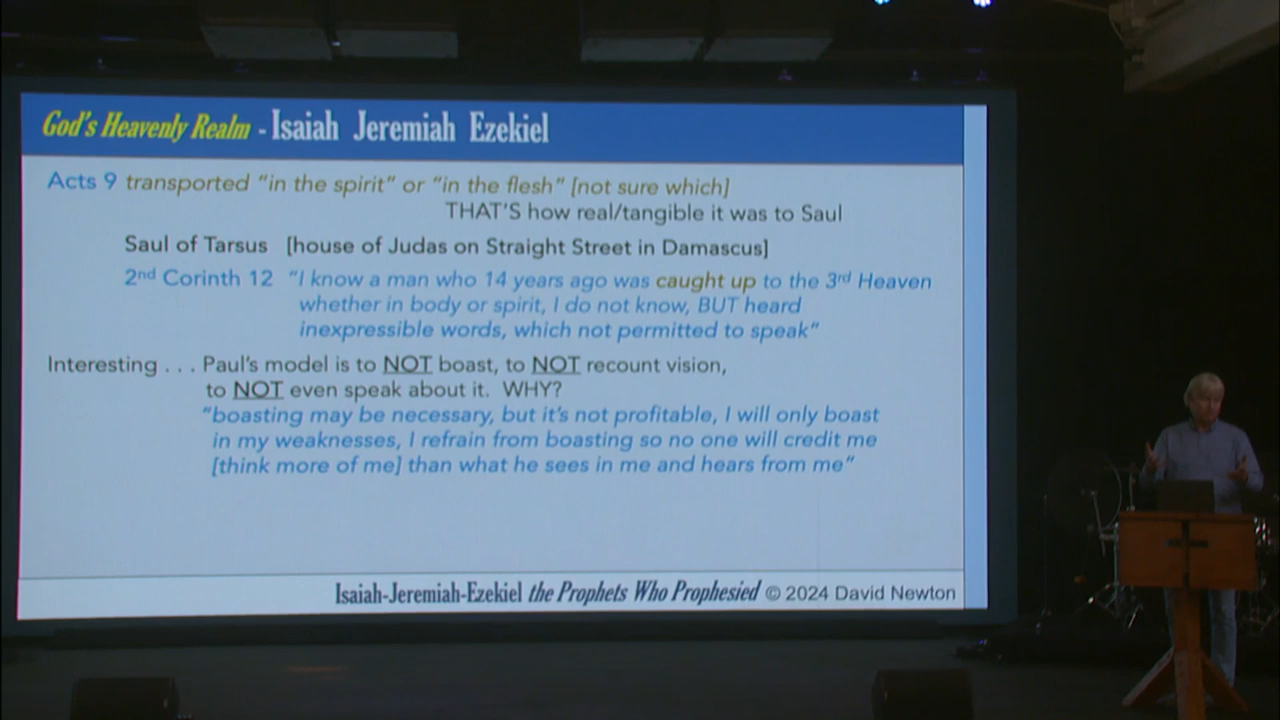 God's Heavenly Realm - Isaiah Jeremiah Ezekiel
Acts 9 transported "in the spirit" or "in the flesh" [not sure which]
THAT'S how real/tangible it was to Saul
Saul of Tarsus [house of Judas on Straight Street in Damascus]
2nd Corinth 12 "I know a man who 14 years ago was caught up to the 3rd Heaven
whether in body or spirit, I do not know, BUT heard
inexpressible words, which not permitted to speak"
Interesting . . . Paul's model is to NOT boast, to NOT recount vision,
to NOT even speak about it. WHY?
"boasting may be necessary, but it's not profitable, I will only boast
in my weaknesses, I refrain from boasting so no one will credit me
[think more of me] than what he sees in me and hears from me"
Isaiah-Jeremiah-Ezekiel the Prophets Who Prophesied © 2024 David Newton